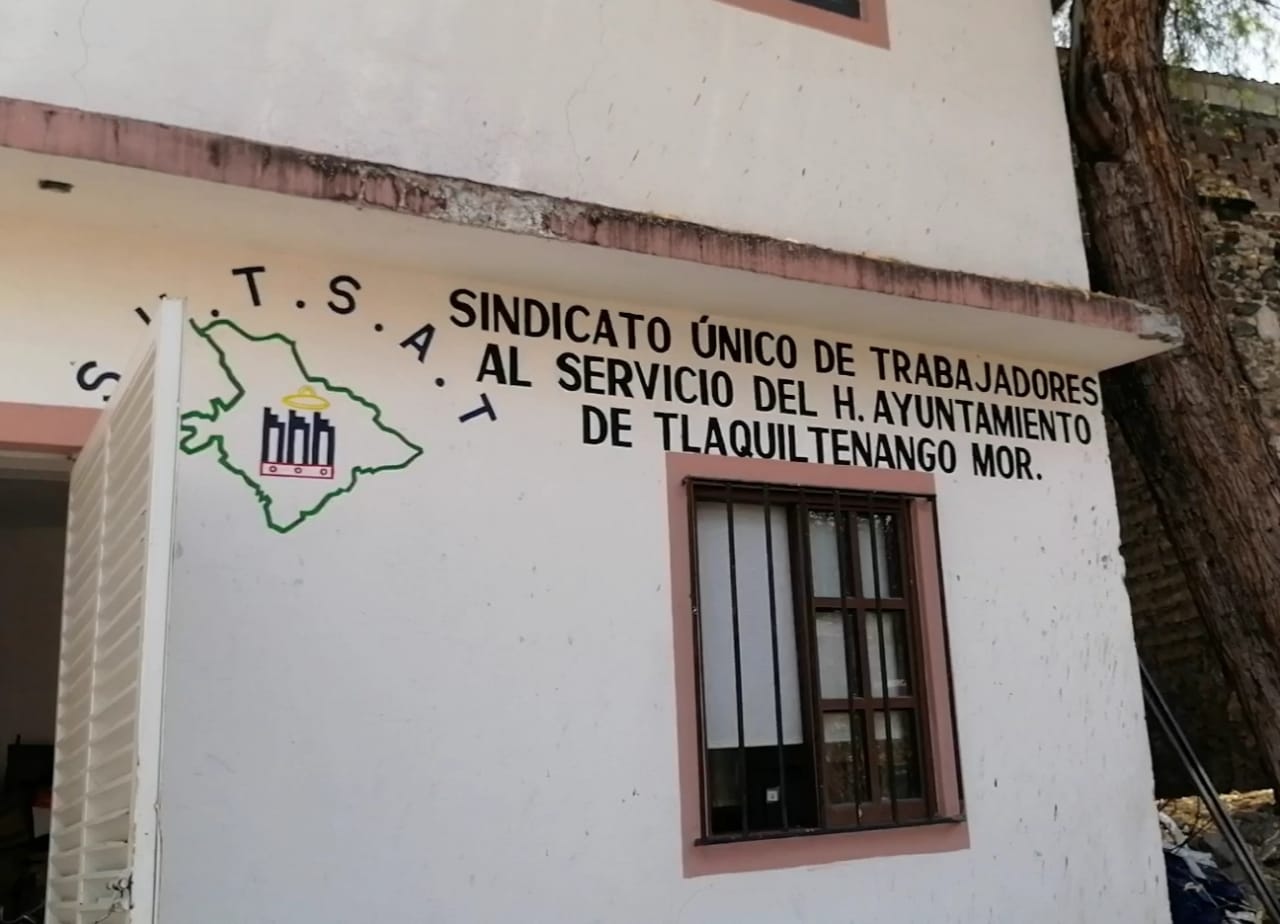 S. .T.S.A.T
SINDICATO ÚNICO DE TRABAJADORES
AL SERVICIO DEL H. AYUNTAMIENTO
DE TLAQUILTENANGO MOR.